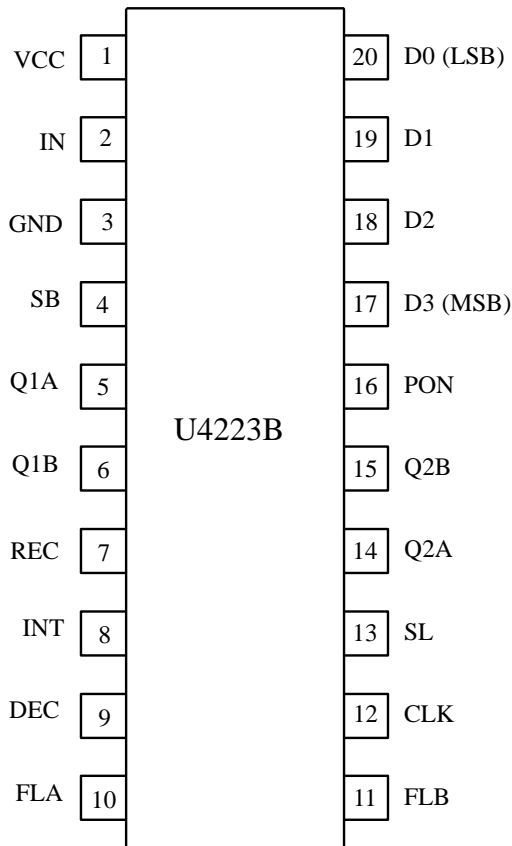 VCC 1 20 D0 (LSB)
IN 2 19 D1
GND 3 18 D2
SB 4 17 D3 (MSB)
Q1A 5 16 PON
U4223B
Q1B 6 15 Q2B
REC 7 14 Q2A
INT 8 13 SL
DEC 9 12 CLK
FLA 10 11 FLB